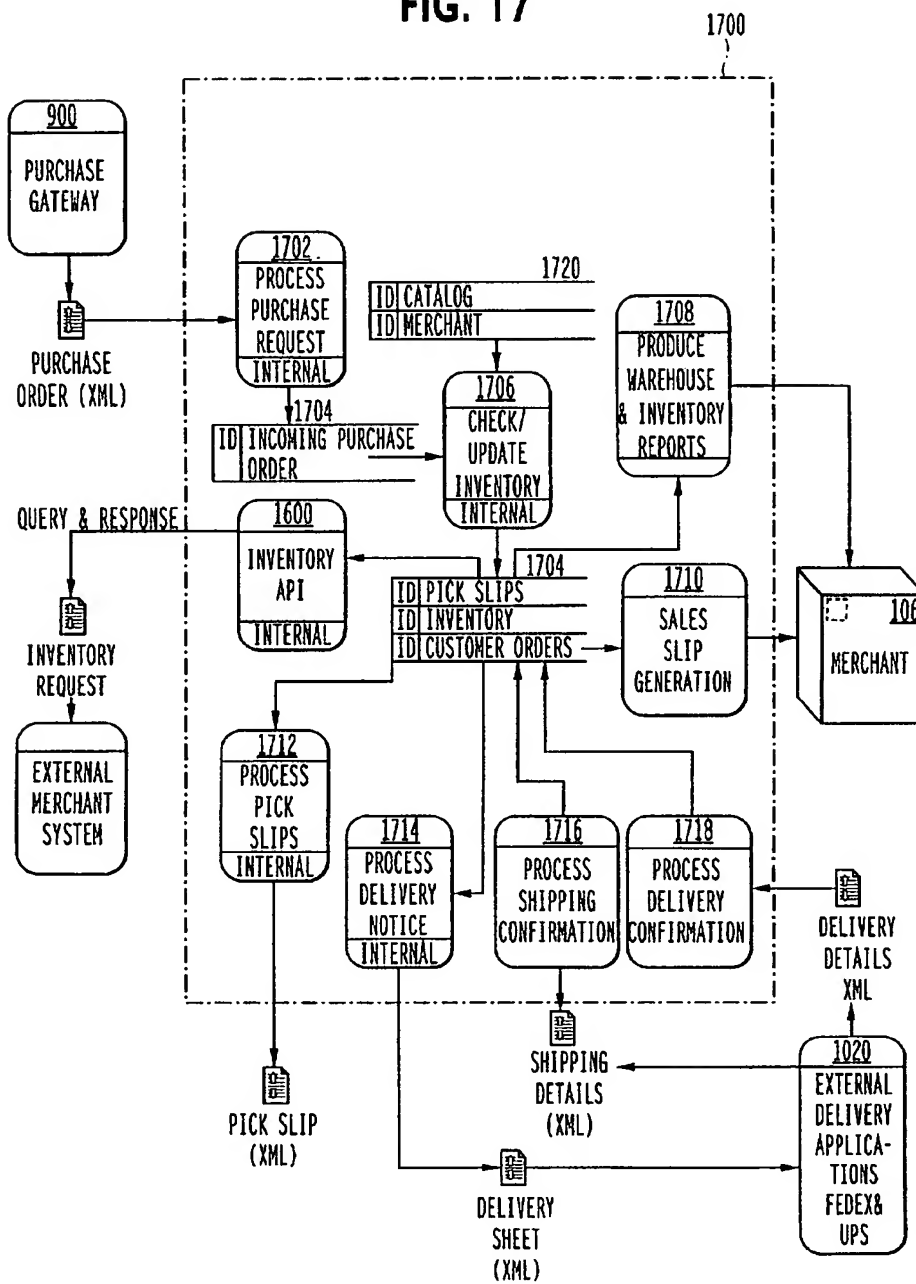 FIG. 17
1700
900
PURCHASE
GATEWAY
PURCHASE
ORDER (XML)
1702
PROCESS
PURCHASE
REQUEST
INTERNAL
1720
ID CATALOG
ID MERCHANT
1704
ID INCOMING PURCHASE
ORDER
1706
CHECK/
UPDATE
INVENTORY
INTERNAL
1708
PRODUCE
WAREHOUSE
& INVENTORY
REPORTS
QUERY & RESPONSE
1600
INVENTORY
API
INTERNAL
INVENTORY
REQUEST
EXTERNAL
MERCHANT
SYSTEM
1704
ID PICK SLIPS
ID INVENTORY
ID CUSTOMER ORDERS
1710
SALES
SLIP
GENERATION
106
MERCHANT
1712
PROCESS
PICK
SLIPS
INTERNAL
1714
PROCESS
DELIVERY
NOTICE
INTERNAL
1716
PROCESS
SHIPPING
CONFIRMATION
1718
PROCESS
DELIVERY
CONFIRMATION
DELIVERY
DETAILS
XML
PICK SLIP
(XML)
SHIPPING
DETAILS
(XML)
DELIVERY
SHEET
(XML)
1020
EXTERNAL
DELIVERY
APPLICA-
TIONS
FEDEX&
UPS